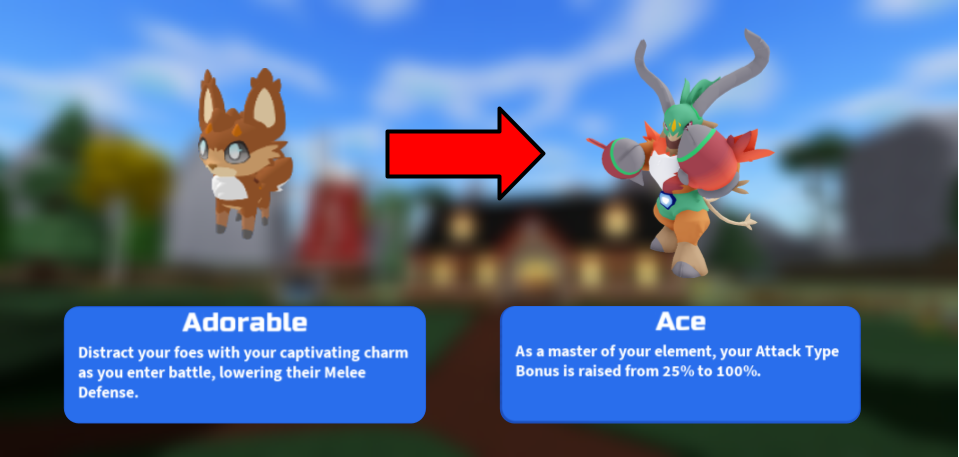 Adorable
Distract your foes with your captivating charm
as you enter battle, lowering their Melee
Defense.
Ace
As a master of your element, your Attack Type
Bonus is raised from 25% to 100%.